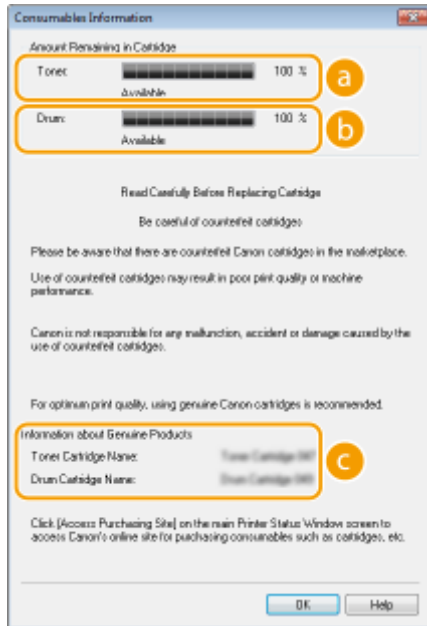 Consumables Information
Amount Remaining in Cartridge
Toner: 100 %
Available
a
Drum: 100 %
Available
b
Read Carefully Before Replacing Cartridge
Be careful of counterfeit cartridges
Please be aware that there are counterfeit Canon cartridges in the marketplace.
Use of counterfeit cartridges may result in poor print quality or machine
performance.
Canon is not responsible for any malfunction, accident or damage caused by the
use of counterfeit cartridges.
For optimum print quality, using genuine Canon cartridges is recommended.
Information about Genuine Products
Toner Cartridge Name:
Drum Cartridge Name:
c
Click [Access Purchasing Site] on the main Printer Status Window screen to
access Canon's online site for purchasing consumables such as cartridges, etc.
OK Help